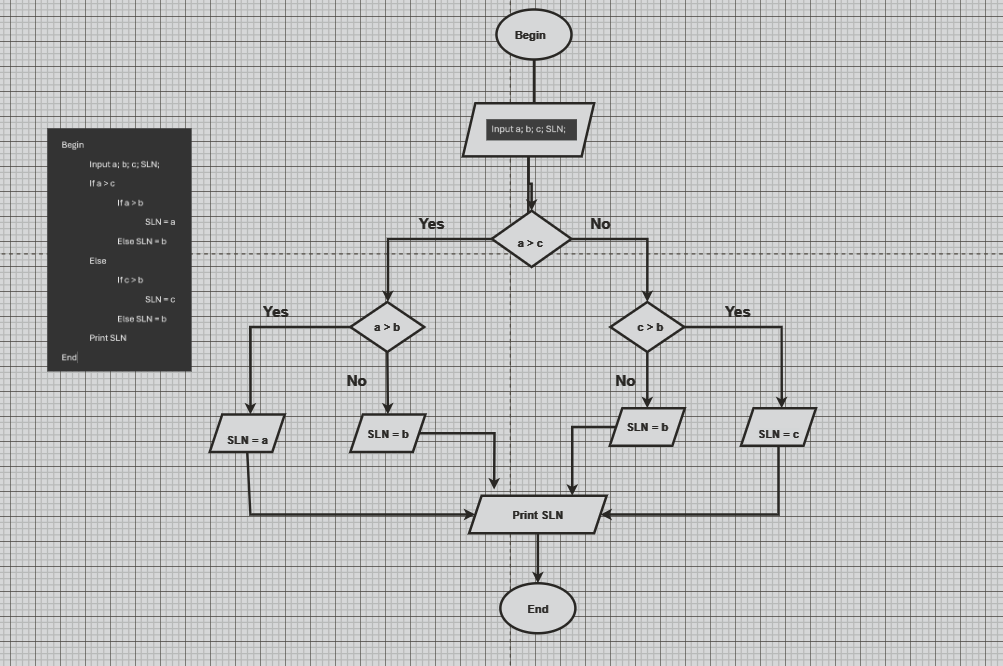 Begin
Input a; b; c; SLN;
If a > c
If a > b
SLN = a
Else SLN = b
Else
If c > b
SLN = c
Else SLN = b
Print SLN
End
Begin
Input a; b; c; SLN;
a > c
Yes
No
a > b
c > b
Yes
No
No
Yes
SLN = a
SLN = b
SLN = b
SLN = c
Print SLN
End